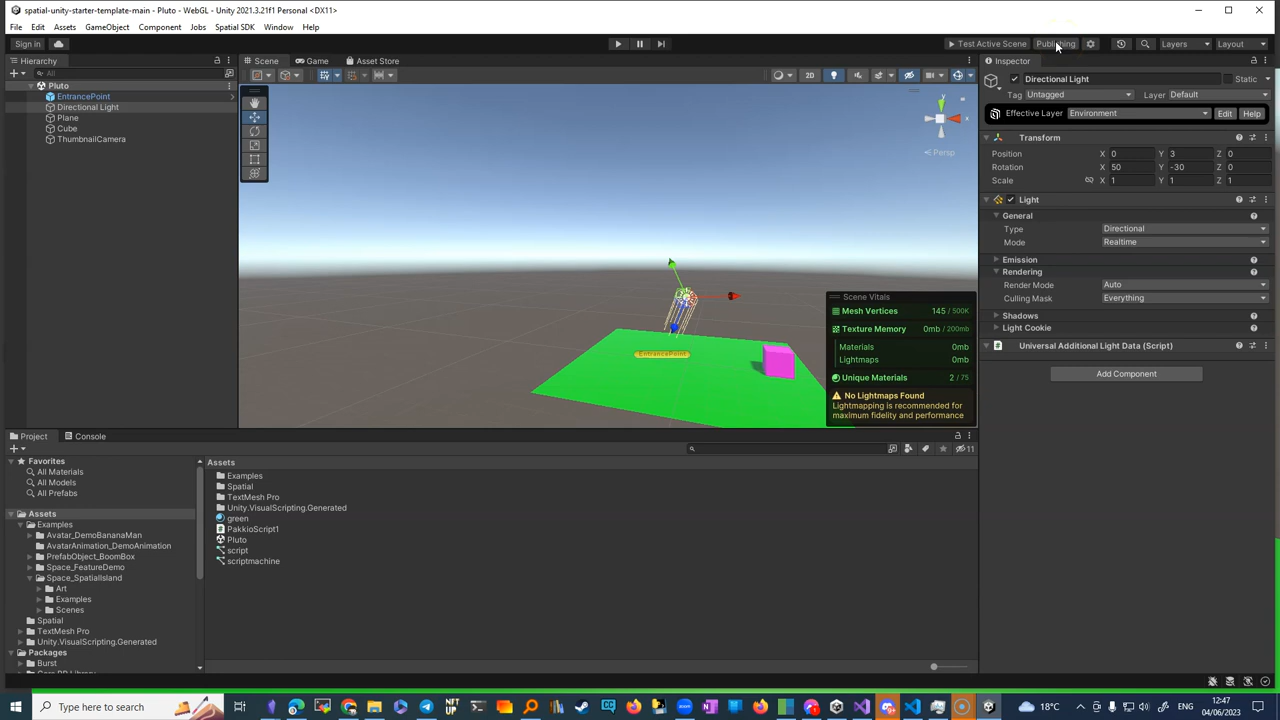 spatial-unity-starter-template-main - Pluto - WebGL - Unity 2021.3.21f1 Personal <DX11>
File Edit Assets GameObject Component Jobs Spatial SDK Window Help
Sign in Test Active Scene Publishing Layers Layout
Hierarchy Scene Game Asset Store Inspector
All
2D
Pluto
EntrancePoint
Directional Light
Plane
Cube
ThumbnailCamera
y
x
Persp
EntrancePoint
Scene Vitals
Mesh Vertices 145 / 500K
Texture Memory 0mb / 200mb
Materials 0mb
Lightmaps 0mb
Unique Materials 2 / 75
No Lightmaps Found
Lightmapping is recommended for
maximum fidelity and performance
Directional Light Static
Tag Untagged Layer Default
Effective Layer Environment Edit Help
Transform
Position X 0 Y 3 Z 0
Rotation X 50 Y -30 Z 0
Scale X 1 Y 1 Z 1
Light
General
Type Directional
Mode Realtime
Emission
Rendering
Render Mode Auto
Culling Mask Everything
Shadows
Light Cookie
Universal Additional Light Data (Script)
Add Component
Project Console
11
Favorites
All Materials
All Models
All Prefabs
Assets
Examples
Avatar_DemoBananaMan
AvatarAnimation_DemoAnimation
PrefabObject_BoomBox
Space_FeatureDemo
Space_SpatialIsland
Art
Examples
Scenes
Spatial
TextMesh Pro
Unity.VisualScripting.Generated
Packages
Burst
Assets
Examples
Spatial
TextMesh Pro
Unity.VisualScripting.Generated
green
PakkioScript1
Pluto
script
scriptmachine
Type here to search
18°C
12:47
04/06/2023